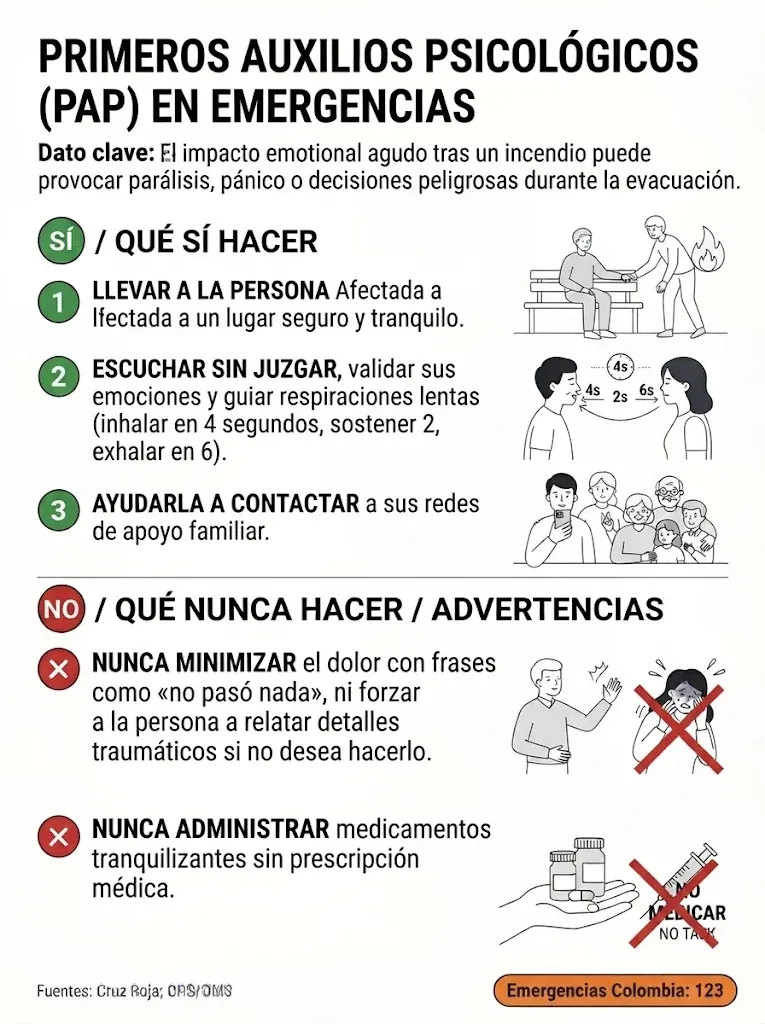 PRIMEROS AUXILIOS PSICOLÓGICOS
(PAP) EN EMERGENCIAS
Dato clave: El impacto emotional agudo tras un incendio puede
provocar parálisis, pánico o decisiones peligrosas durante la evacuación.
SÍ / QUÉ SÍ HACER
1 LLEVAR A LA PERSONA Afectada a
lfectada a un lugar seguro y tranquilo.
2 ESCUCHAR SIN JUZGAR, validar sus
emociones y guiar respiraciones lentas
(inhalar en 4 segundos, sostener 2,
exhalar en 6).
4s
4s 2s 6s
3 AYUDARLA A CONTACTAR a sus redes
de apoyo familiar.
NO / QUÉ NUNCA HACER / ADVERTENCIAS
NUNCA MINIMIZAR el dolor con frases
como «no pasó nada», ni forzar
a la persona a relatar detalles
traumáticos si no desea hacerlo.
NUNCA ADMINISTRAR medicamentos
tranquilizantes sin prescripción
médica.
NO
MEDICAR
NO
Fuentes: Cruz Roja;
Emergencias Colombia: 123